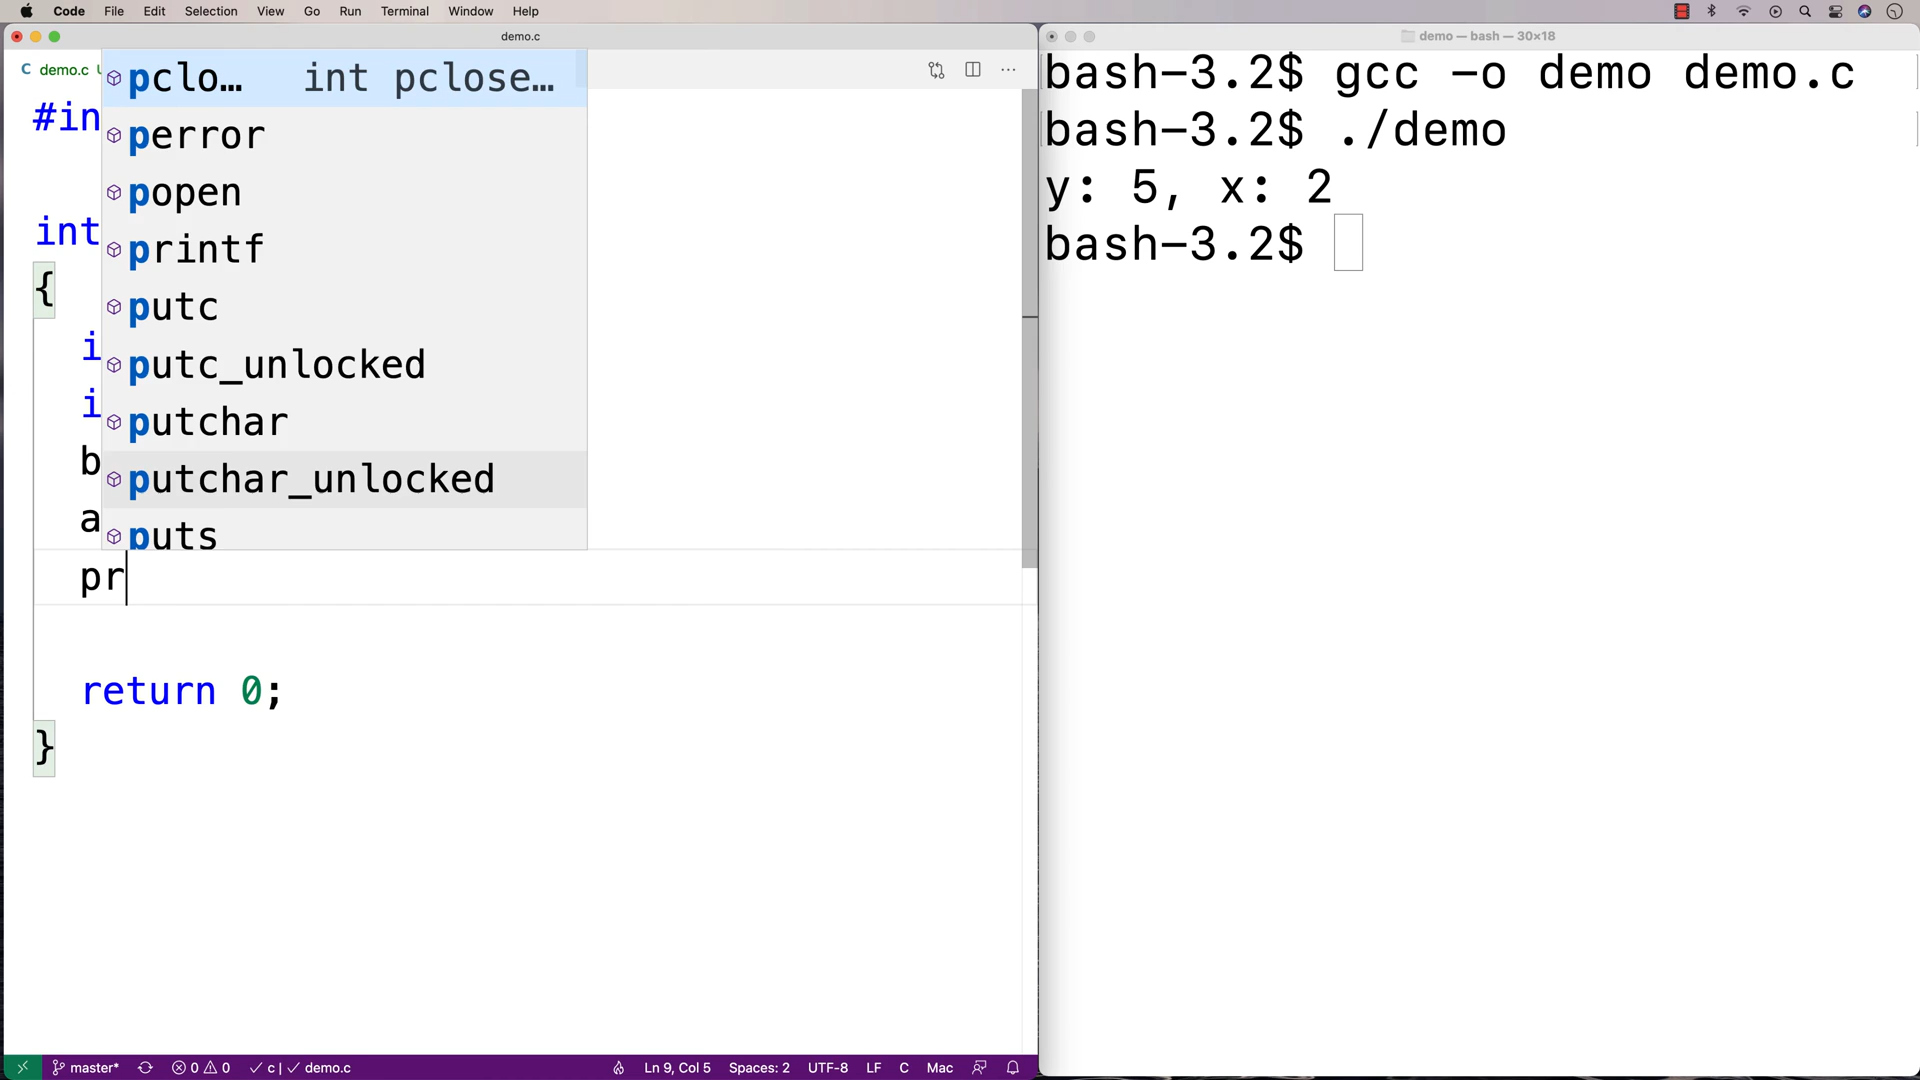 Code File Edit Selection View Go Run Terminal Window Help
demo.c
C demo.c
#in
int
{
i
i
b
a
pr
return 0;
}
pclo… int pclose…
perror
popen
printf
putc
putc_unlocked
putchar
putchar_unlocked
puts
master* 0 0 c | demo.c
Ln 9, Col 5 Spaces: 2 UTF-8 LF C Mac
demo — bash — 30×18
bash-3.2$ gcc -o demo demo.c
bash-3.2$ ./demo
y: 5, x: 2
bash-3.2$